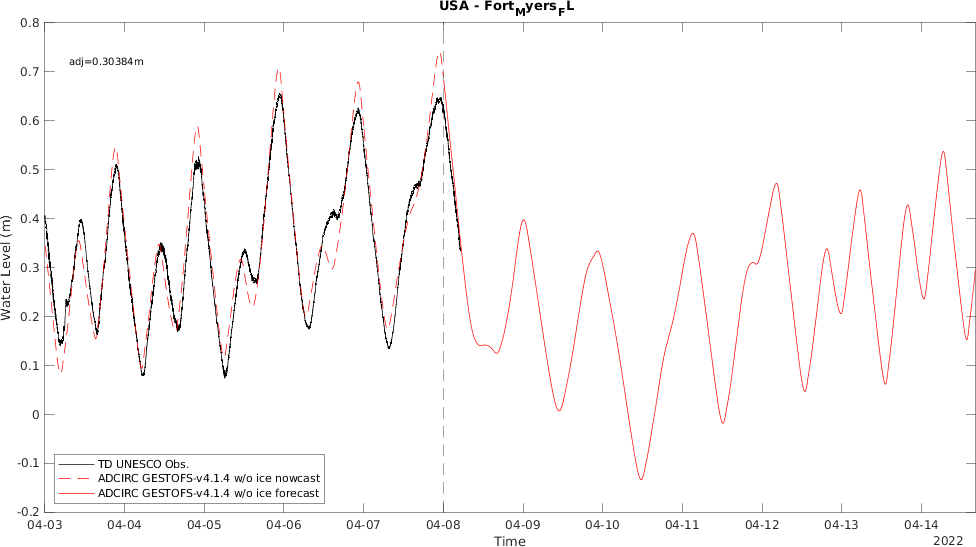 USA - Fort_Myers_FL
0.8
0.7
0.6
0.5
0.4
0.3
0.2
0.1
0
-0.1
-0.2
Water Level (m)
adj=0.30384m
TD UNESCO Obs.
ADCIRC GESTOFS-v4.1.4 w/o ice nowcast
ADCIRC GESTOFS-v4.1.4 w/o ice forecast
04-03 04-04 04-05 04-06 04-07 04-08 04-09 04-10 04-11 04-12 04-13 04-14
Time
2022